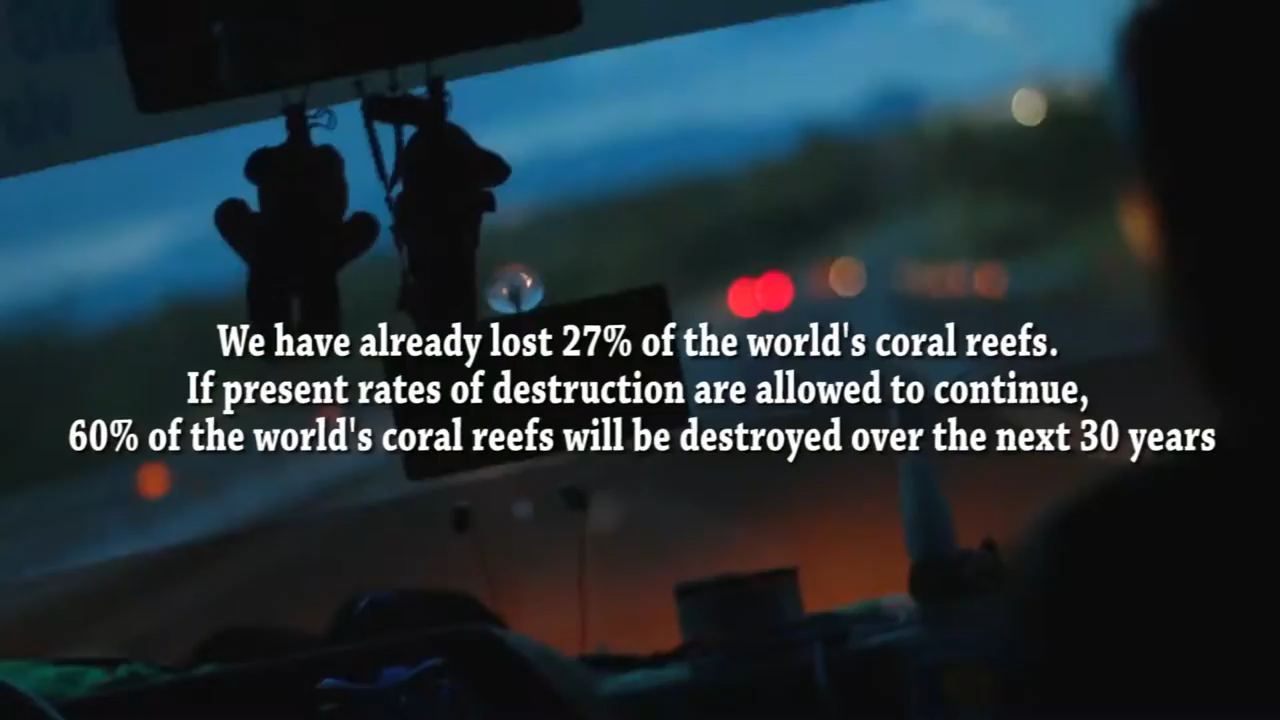 We have already lost 27% of the world's coral reefs.
If present rates of destruction are allowed to continue,
60% of the world's coral reefs will be destroyed over the next 30 years